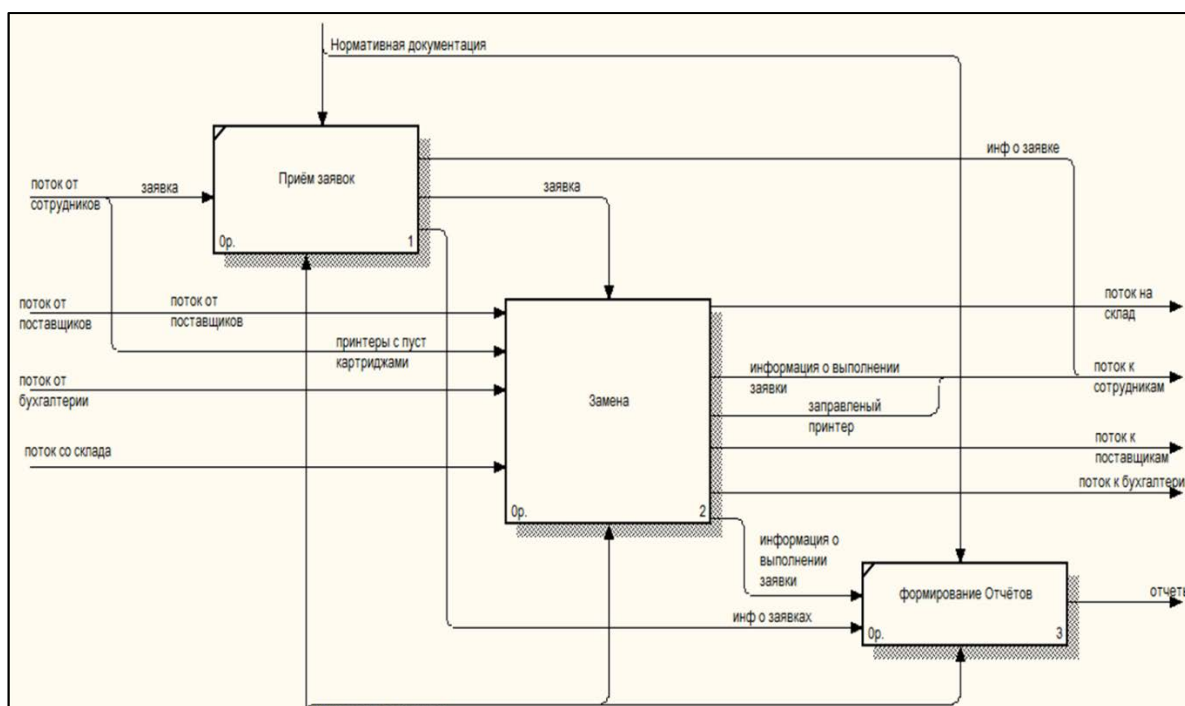 Нормативная документация
инф о заявке
Приём заявок
поток от
сотрудников
заявка
заявка
0р.
1
поток от
поставщиков
поток от
поставщиков
поток на
склад
принтеры с пуст
картриджами
информация о выполнении
заявки
поток к
сотрудникам
поток от
бухгалтерии
Замена
заправленый
принтер
поток со склада
поток к
поставщикам
поток к бухгалтери
0р.
2
информация о
выполнении
заявки
формирование Отчётов
отчеть
инф о заявках
0р.
3